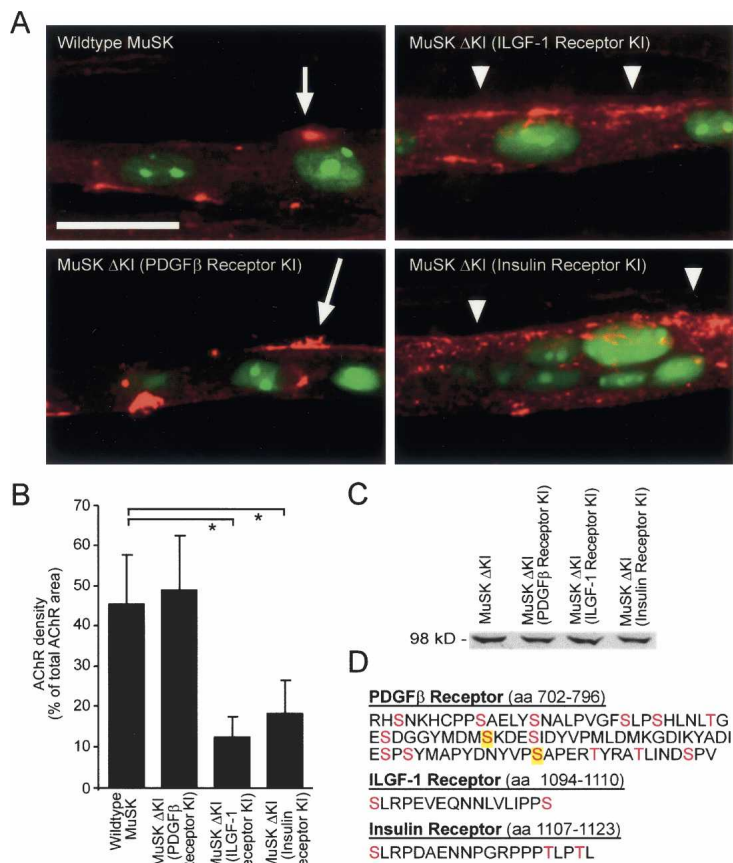 A
Wildtype MuSK
MuSK ΔKI (ILGF-1 Receptor KI)
MuSK ΔKI (PDGFβ Receptor KI)
MuSK ΔKI (Insulin Receptor KI)
B
AChR density
(% of total AChR area)
70
60
50
40
30
20
10
0
*
*
Wildtype
MuSK
MuSK ΔKI
(PDGFβ
Receptor KI)
MuSK ΔKI
(ILGF-1
Receptor KI)
MuSK ΔKI
(Insulin
Receptor KI)
C
MuSK ΔKI
MuSK ΔKI
(PDGFβ Receptor KI)
MuSK ΔKI
(ILGF-1 Receptor KI)
MuSK ΔKI
(Insulin Receptor KI)
98 kD -
D
PDGFβ Receptor (aa 702-796)
RHSNKHCPPSAELYSNALPVGFSLPSHLNLTG
ESDGGYMDMSKDESIDYVPMLDMKGDIKYADI
ESPSYMAPYDNYVPSAPERTYRATLINDSPV
ILGF-1 Receptor (aa 1094-1110)
SLRPEVEQNNLVLIPPS
Insulin Receptor (aa 1107-1123)
SLRPDAENNPGRPPPTLPTL